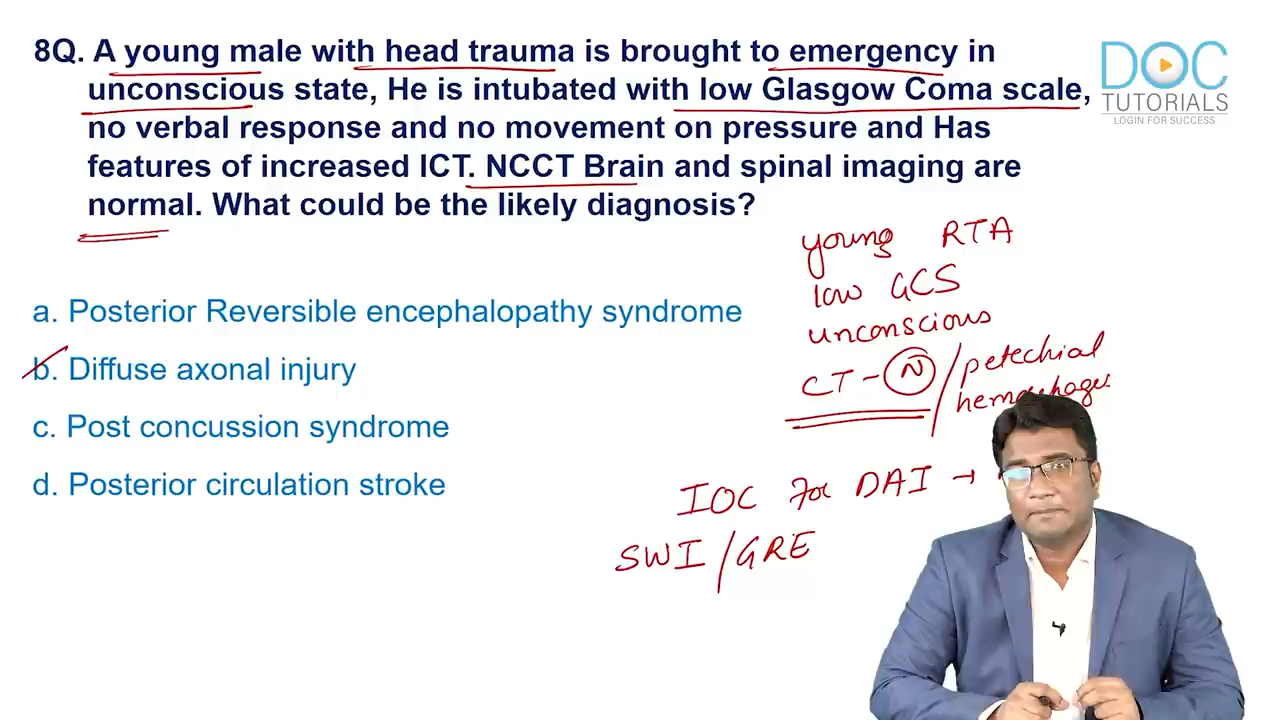 8Q. A young male with head trauma is brought to emergency in
unconscious state, He is intubated with low Glasgow Coma scale,
no verbal response and no movement on pressure and Has
features of increased ICT. NCCT Brain and spinal imaging are
normal. What could be the likely diagnosis?
DOC
TUTORIALS
LOGIN FOR SUCCESS
a. Posterior Reversible encephalopathy syndrome
b. Diffuse axonal injury
c. Post concussion syndrome
d. Posterior circulation stroke
young RTA
low GCS
unconscious
CT - N / petechial
hemorrhages
IOC for DAI →
SWI/GRE